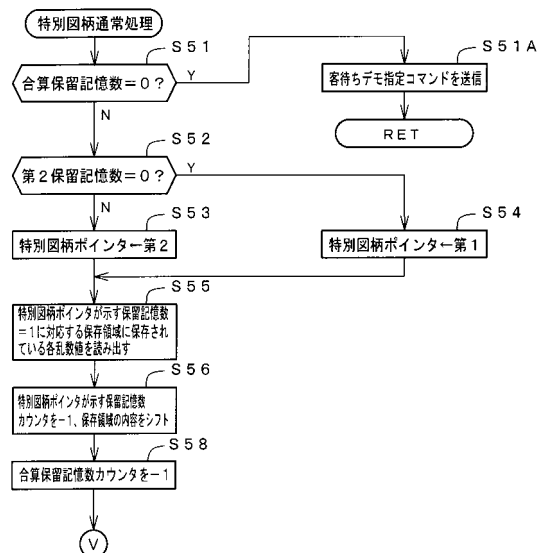 特別図柄通常処理
S51
合算保留記憶数=0?
Y
N
S51A
客待ちデモ指定コマンドを送信
RET
S52
第2保留記憶数=0?
Y
N
S53
特別図柄ポインタ←第2
S54
特別図柄ポインタ←第1
S55
特別図柄ポインタが示す保留記憶数
=1に対応する保存領域に保存され
ている各乱数値を読み出す
S56
特別図柄ポインタが示す保留記憶数
カウンタを-1、保存領域の内容をシフト
S58
合算保留記憶数カウンタを-1
V